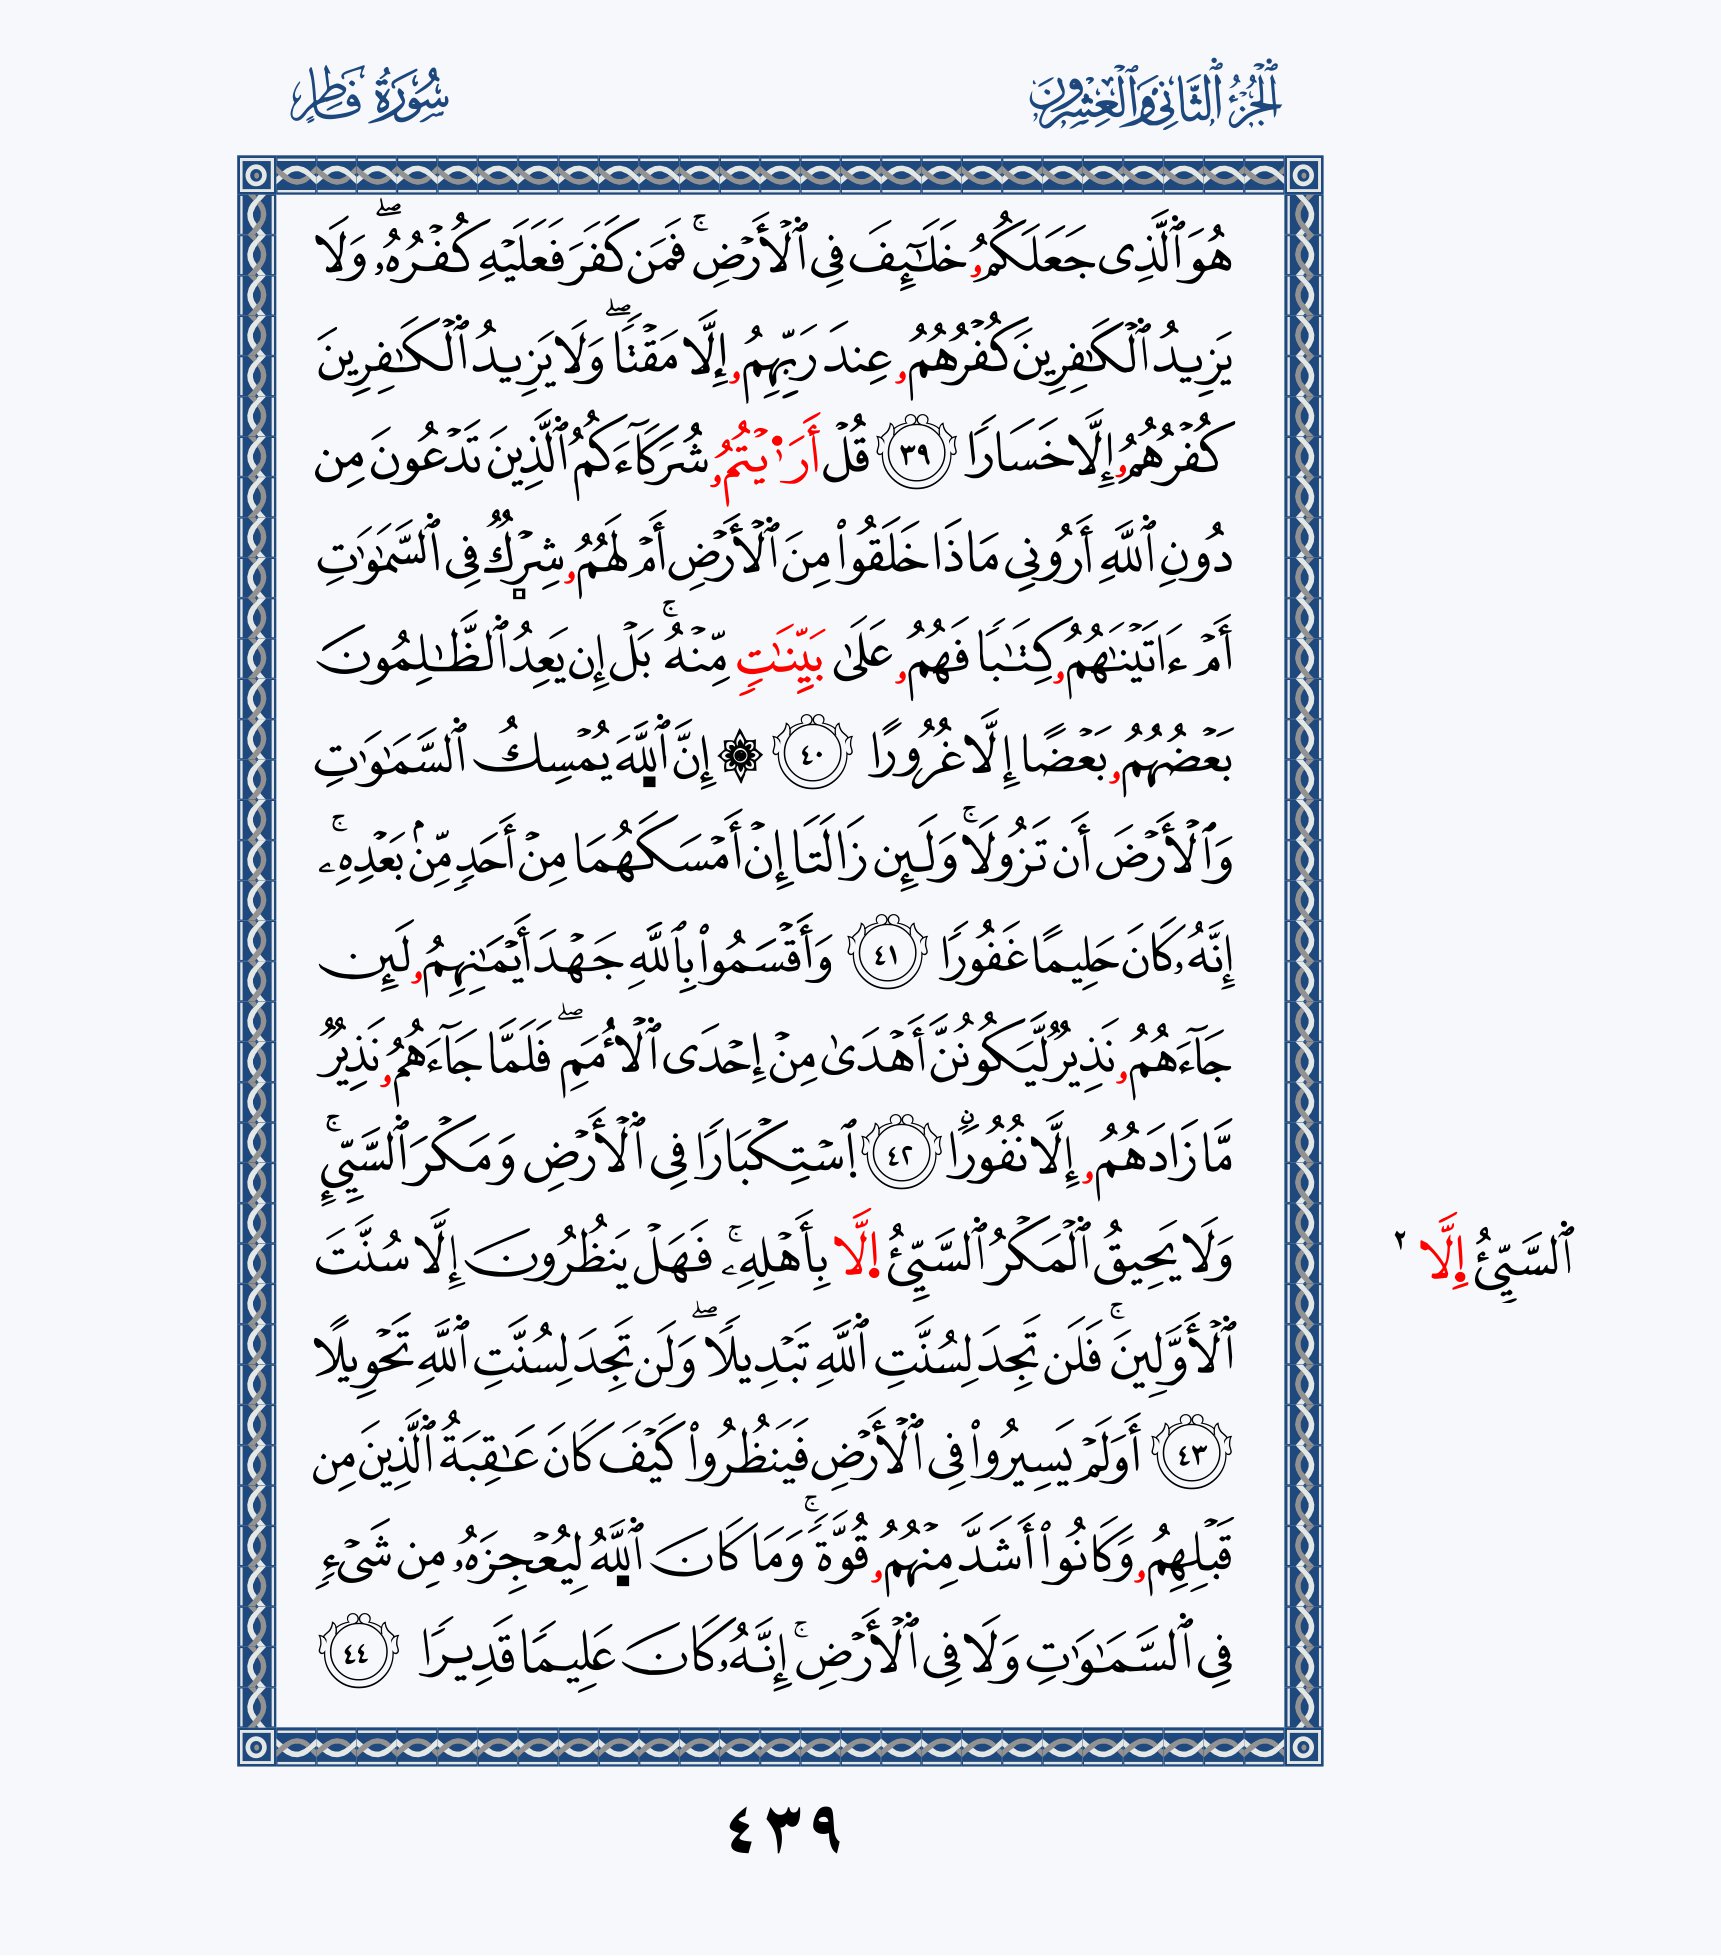 ٱلْجُزْءُ ٱلثَّانِي وَٱلْعِشْرُونَ
سُورَةُ فَاطِرٍ
هُوَ ٱلَّذِى جَعَلَكُمُۥ خَلَـٰٓئِفَ فِى ٱلْأَرْضِ ۚ فَمَن كَفَرَ فَعَلَيْهِ كُفْرُهُۥ ۖ وَلَا
يَزِيدُ ٱلْكَـٰفِرِينَ كُفْرُهُمُۥ عِندَ رَبِّهِمُۥ إِلَّا مَقْتًا ۖ وَلَا يَزِيدُ ٱلْكَـٰفِرِينَ
كُفْرُهُمُۥ إِلَّا خَسَارًا ٣٩ قُلْ أَرَ•يْتُمُۥ شُرَكَآءَكُمُ ٱلَّذِينَ تَدْعُونَ مِن
دُونِ ٱللَّهِ أَرُونِى مَاذَا خَلَقُوا۟ مِنَ ٱلْأَرْضِ أَمْ لَهُمُۥ شِرْكٌ فِى ٱلسَّمَـٰوَٰتِ
أَمْ ءَاتَيْنَـٰهُمُۥ كِتَـٰبًا فَهُمُۥ عَلَىٰ بَيِّنَـٰتٍ مِّنْهُ ۚ بَلْ إِن يَعِدُ ٱلظَّـٰلِمُونَ
بَعْضُهُمُۥ بَعْضًا إِلَّا غُرُورًا ٤٠ ۞ إِنَّ ٱللَّهَ يُمْسِكُ ٱلسَّمَـٰوَٰتِ
وَٱلْأَرْضَ أَن تَزُولَا ۚ وَلَـئِن زَالَتَا إِنْ أَمْسَكَهُمَا مِنْ أَحَدٍ مِّنۢ بَعْدِهِۦ ۚ
إِنَّهُۥ كَانَ حَلِيمًا غَفُورًا ٤١ وَأَقْسَمُوا۟ بِٱللَّهِ جَهْدَ أَيْمَـٰنِهِمُۥ لَئِن
جَآءَهُمُۥ نَذِيرٌ لَّيَكُونُنَّ أَهْدَىٰ مِنْ إِحْدَى ٱلْأُمَمِ ۖ فَلَمَّا جَآءَهُمُۥ نَذِيرٌ
مَّا زَادَهُمُۥ إِلَّا نُفُورًا ٤٢ ٱسْتِكْبَارًا فِى ٱلْأَرْضِ وَمَكْرَ ٱلسَّيِّئِ ۚ
وَلَا يَحِيقُ ٱلْمَكْرُ ٱلسَّيِّئُ اِلَّا بِأَهْلِهِۦ ۚ فَهَلْ يَنظُرُونَ إِلَّا سُنَّتَ
ٱلسَّيِّئُ اِلَّا ٢
ٱلْأَوَّلِينَ ۚ فَلَن تَجِدَ لِسُنَّتِ ٱللَّهِ تَبْدِيلًا ۖ وَلَن تَجِدَ لِسُنَّتِ ٱللَّهِ تَحْوِيلًا
٤٣ أَوَلَمْ يَسِيرُوا۟ فِى ٱلْأَرْضِ فَيَنظُرُوا۟ كَيْفَ كَانَ عَـٰقِبَةُ ٱلَّذِينَ مِن
قَبْلِهِمُۥ وَكَانُوا۟ أَشَدَّ مِنْهُمُۥ قُوَّةً ۚ وَمَا كَانَ ٱللَّهُ لِيُعْجِزَهُۥ مِن شَىْءٍ
فِى ٱلسَّمَـٰوَٰتِ وَلَا فِى ٱلْأَرْضِ ۚ إِنَّهُۥ كَانَ عَلِيمًا قَدِيرًا ٤٤
٤٣٩